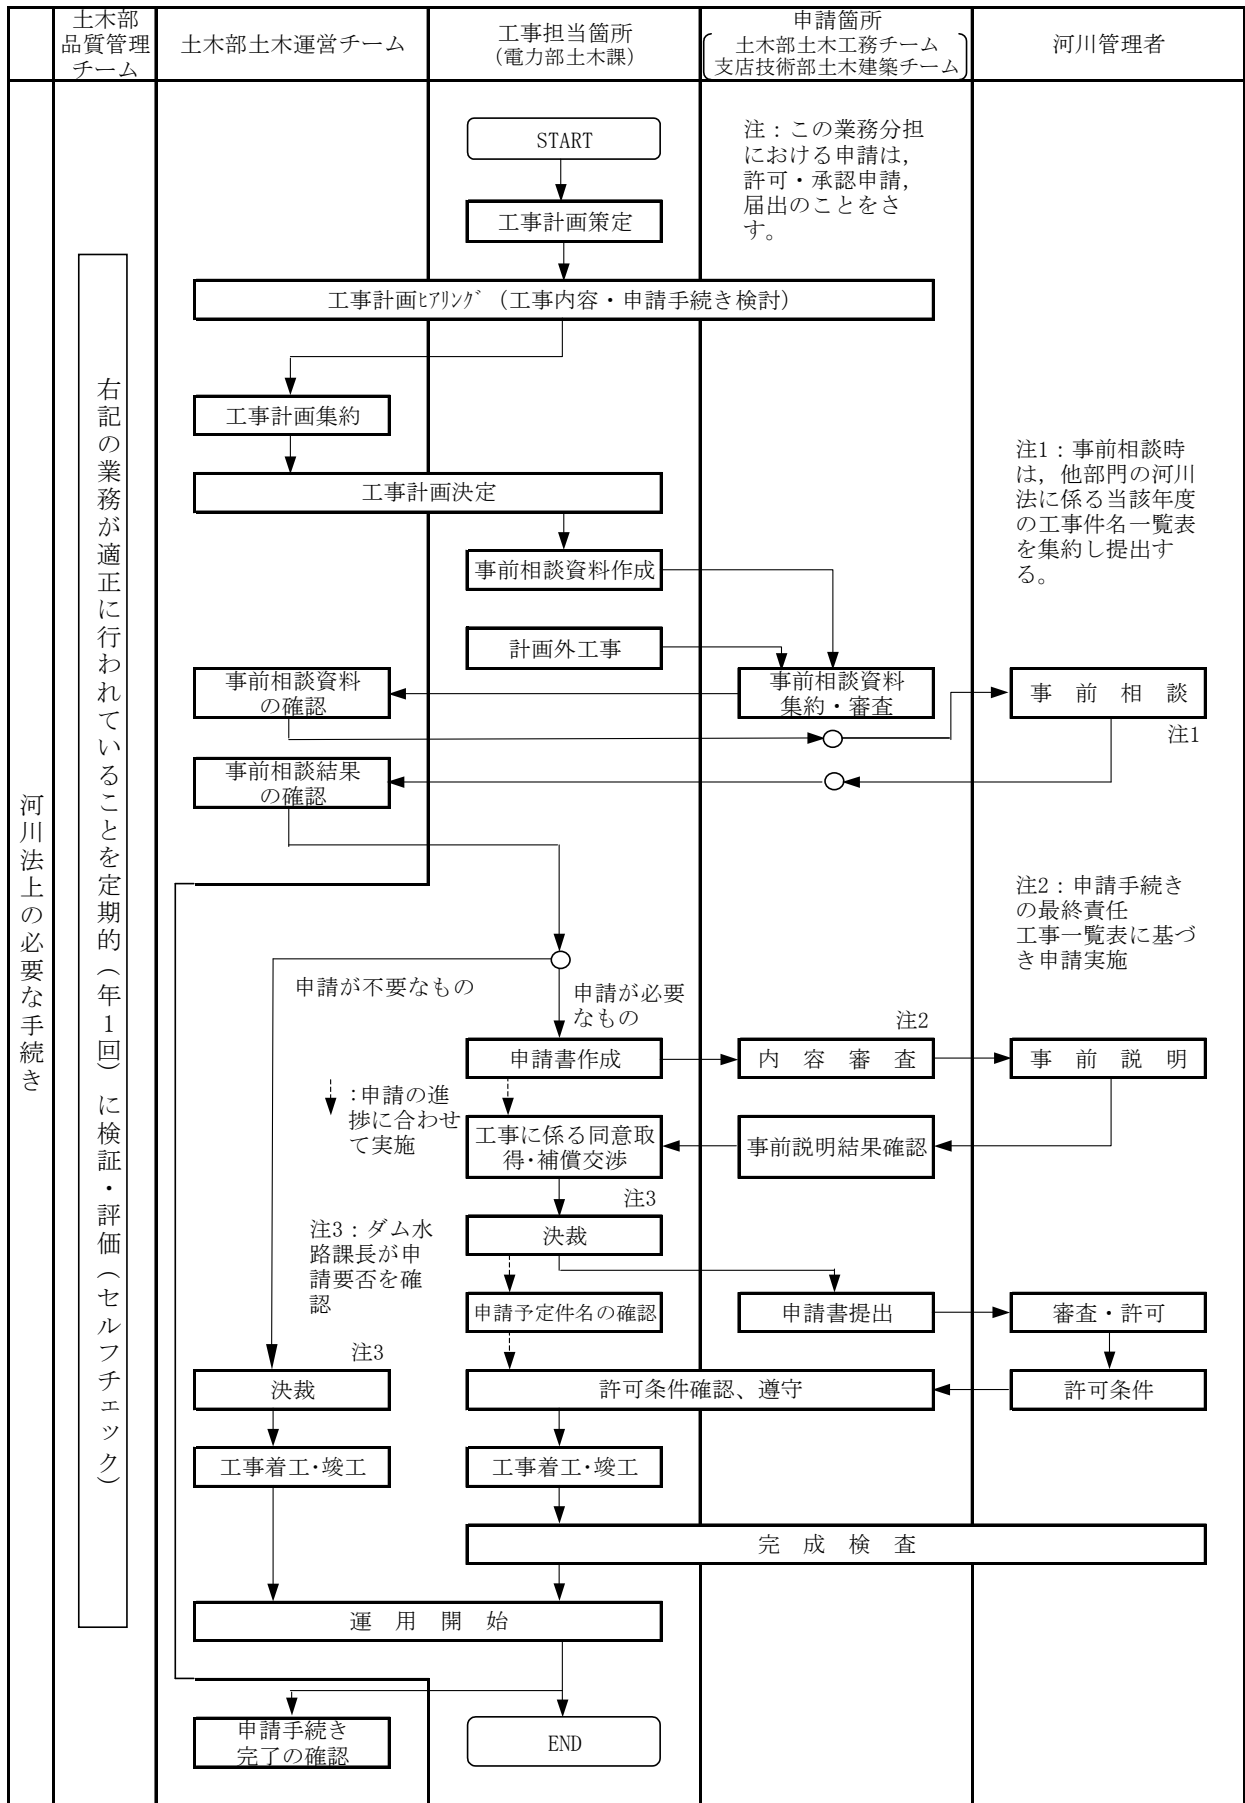 土木部
品質管理
チーム
土木部土木運営チーム
工事担当箇所
(電力部土木課)
申請箇所
土木部土木工務チーム
支店技術部土木建築チーム
河川管理者
河川法上の必要な手続き
右記の業務が適正に行われていることを定期的(年1回)に検証・評価(セルフチェック)
START
注：この業務分担
における申請は,
許可・承認申請,
届出のことをさ
す。
工事計画策定
工事計画ﾋｱﾘﾝｸﾞ (工事内容・申請手続き検討)
工事計画集約
工事計画決定
注1：事前相談時
は, 他部門の河川
法に係る当該年度
の工事件名一覧表
を集約し提出す
る。
事前相談資料作成
計画外工事
事前相談資料
の確認
事前相談資料
集約・審査
事 前 相 談
注1
事前相談結果
の確認
注2：申請手続き
の最終責任
工事一覧表に基づ
き申請実施
申請が不要なもの
申請が必要
なもの
注2
申請書作成
内 容 審 査
事 前 説 明
:申請の進
捗に合わせ
て実施
工事に係る同意取
得・補償交渉
事前説明結果確認
注3
注3：ダム水
路課長が申
請要否を確
認
決裁
申請予定件名の確認
申請書提出
審査・許可
注3
決裁
許可条件確認、遵守
許可条件
工事着工・竣工
工事着工・竣工
完 成 検 査
運 用 開 始
申請手続き
完了の確認
END